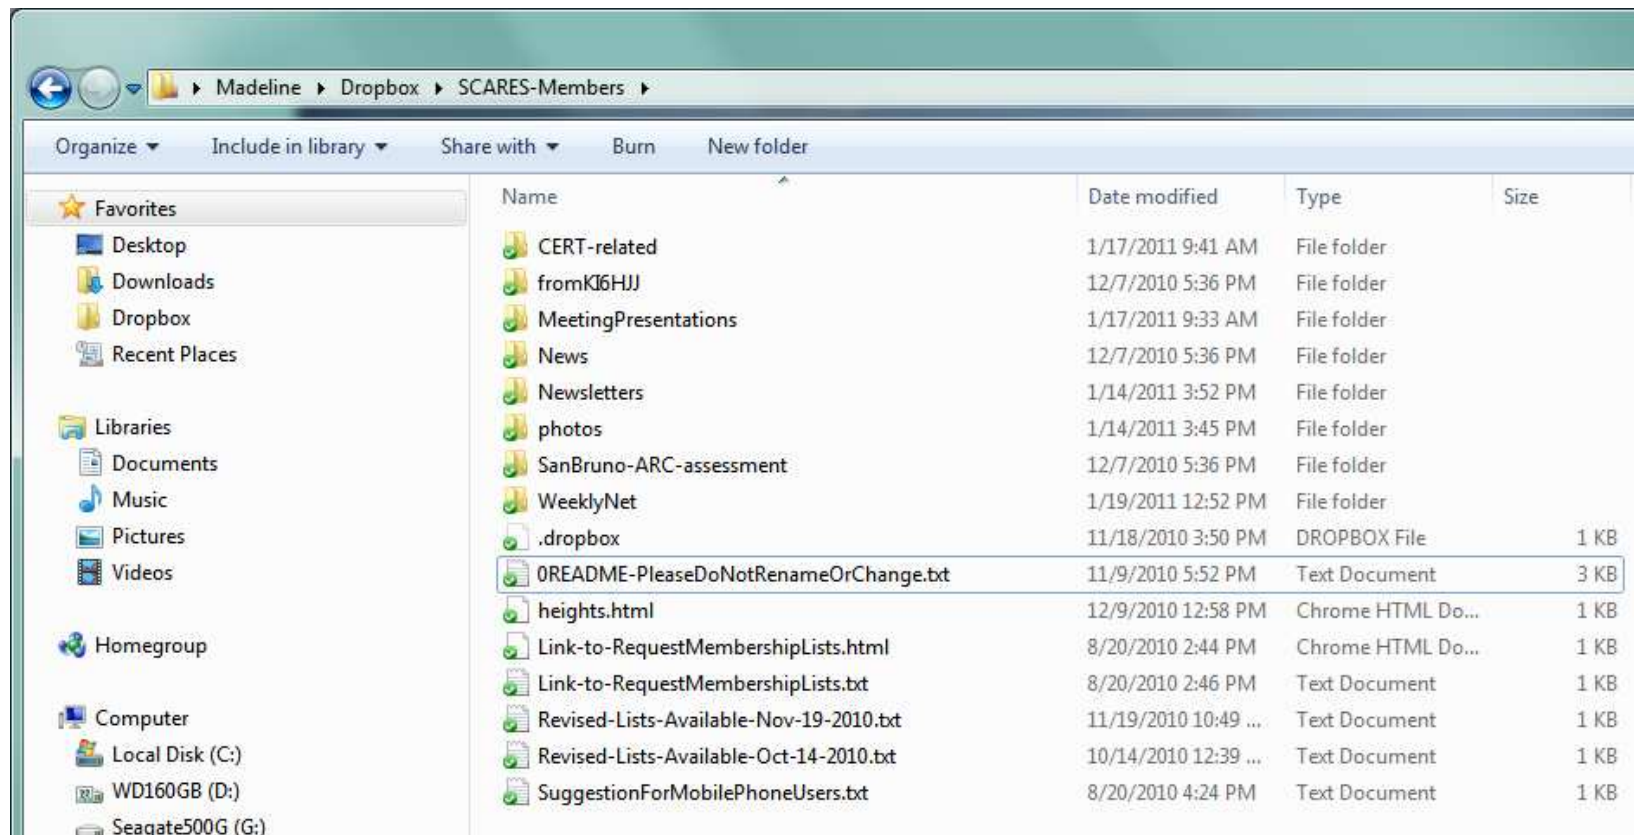 Madeline Dropbox SCARES-Members
Organize Include in library Share with Burn New folder
Favorites
Desktop
Downloads
Dropbox
Recent Places
Libraries
Documents
Music
Pictures
Videos
Homegroup
Computer
Local Disk (C:)
WD160GB (D:)
Seagate500G (G:)
Name Date modified Type Size
CERT-related 1/17/2011 9:41 AM File folder
fromKI6HJJ 12/7/2010 5:36 PM File folder
MeetingPresentations 1/17/2011 9:33 AM File folder
News 12/7/2010 5:36 PM File folder
Newsletters 1/14/2011 3:52 PM File folder
photos 1/14/2011 3:45 PM File folder
SanBruno-ARC-assessment 12/7/2010 5:36 PM File folder
WeeklyNet 1/19/2011 12:52 PM File folder
.dropbox 11/18/2010 3:50 PM DROPBOX File 1 KB
0README-PleaseDoNotRenameOrChange.txt 11/9/2010 5:52 PM Text Document 3 KB
heights.html 12/9/2010 12:58 PM Chrome HTML Do... 1 KB
Link-to-RequestMembershipLists.html 8/20/2010 2:44 PM Chrome HTML Do... 1 KB
Link-to-RequestMembershipLists.txt 8/20/2010 2:46 PM Text Document 1 KB
Revised-Lists-Available-Nov-19-2010.txt 11/19/2010 10:49 ... Text Document 1 KB
Revised-Lists-Available-Oct-14-2010.txt 10/14/2010 12:39 ... Text Document 1 KB
SuggestionForMobilePhoneUsers.txt 8/20/2010 4:24 PM Text Document 1 KB